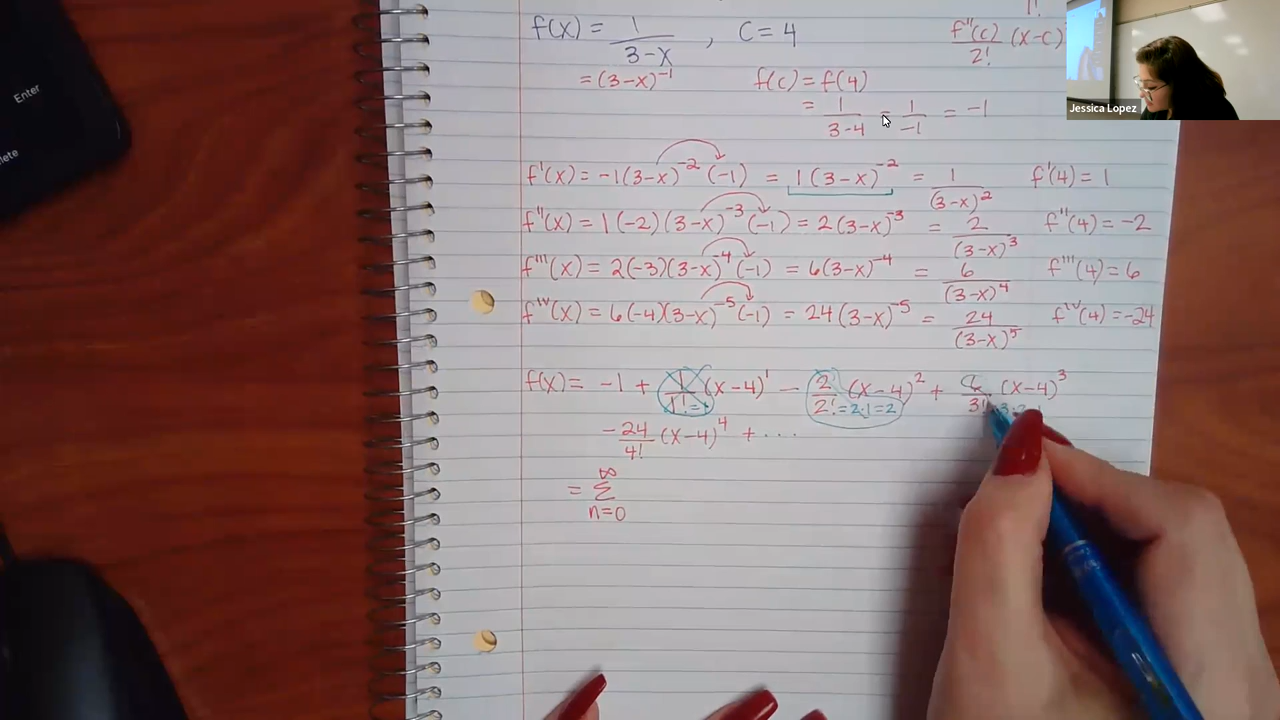 1!
f(x) = 1/(3-x) , C = 4
f''(c)/2! (x-c)
Jessica Lopez
Enter
= (3-x)^-1
f(c) = f(4)
= 1/(3-4) = 1/-1 = -1
f'(x) = -1(3-x)^-2 (-1) = 1(3-x)^-2 = 1/(3-x)^2 f'(4) = 1
f''(x) = 1(-2)(3-x)^-3 (-1) = 2(3-x)^-3 = 2/(3-x)^3 f''(4) = -2
f'''(x) = 2(-3)(3-x)^-4 (-1) = 6(3-x)^-4 = 6/(3-x)^4 f'''(4) = 6
f^IV(x) = 6(-4)(3-x)^-5 (-1) = 24(3-x)^-5 = 24/(3-x)^5 f^IV(4) = -24
f(x) = -1 + 1/1! =1 (x-4)^1 - 2/2! =2·1=2 (x-4)^2 + 6/3! (x-4)^3
-24/4! (x-4)^4 + ...
= ∞ Σ n=0